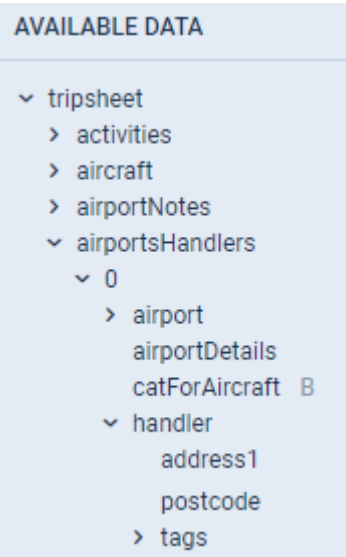 AVAILABLE DATA
tripsheet
activities
aircraft
airportNotes
airportsHandlers
0
airport
airportDetails
catForAircraft B
handler
address1
postcode
tags